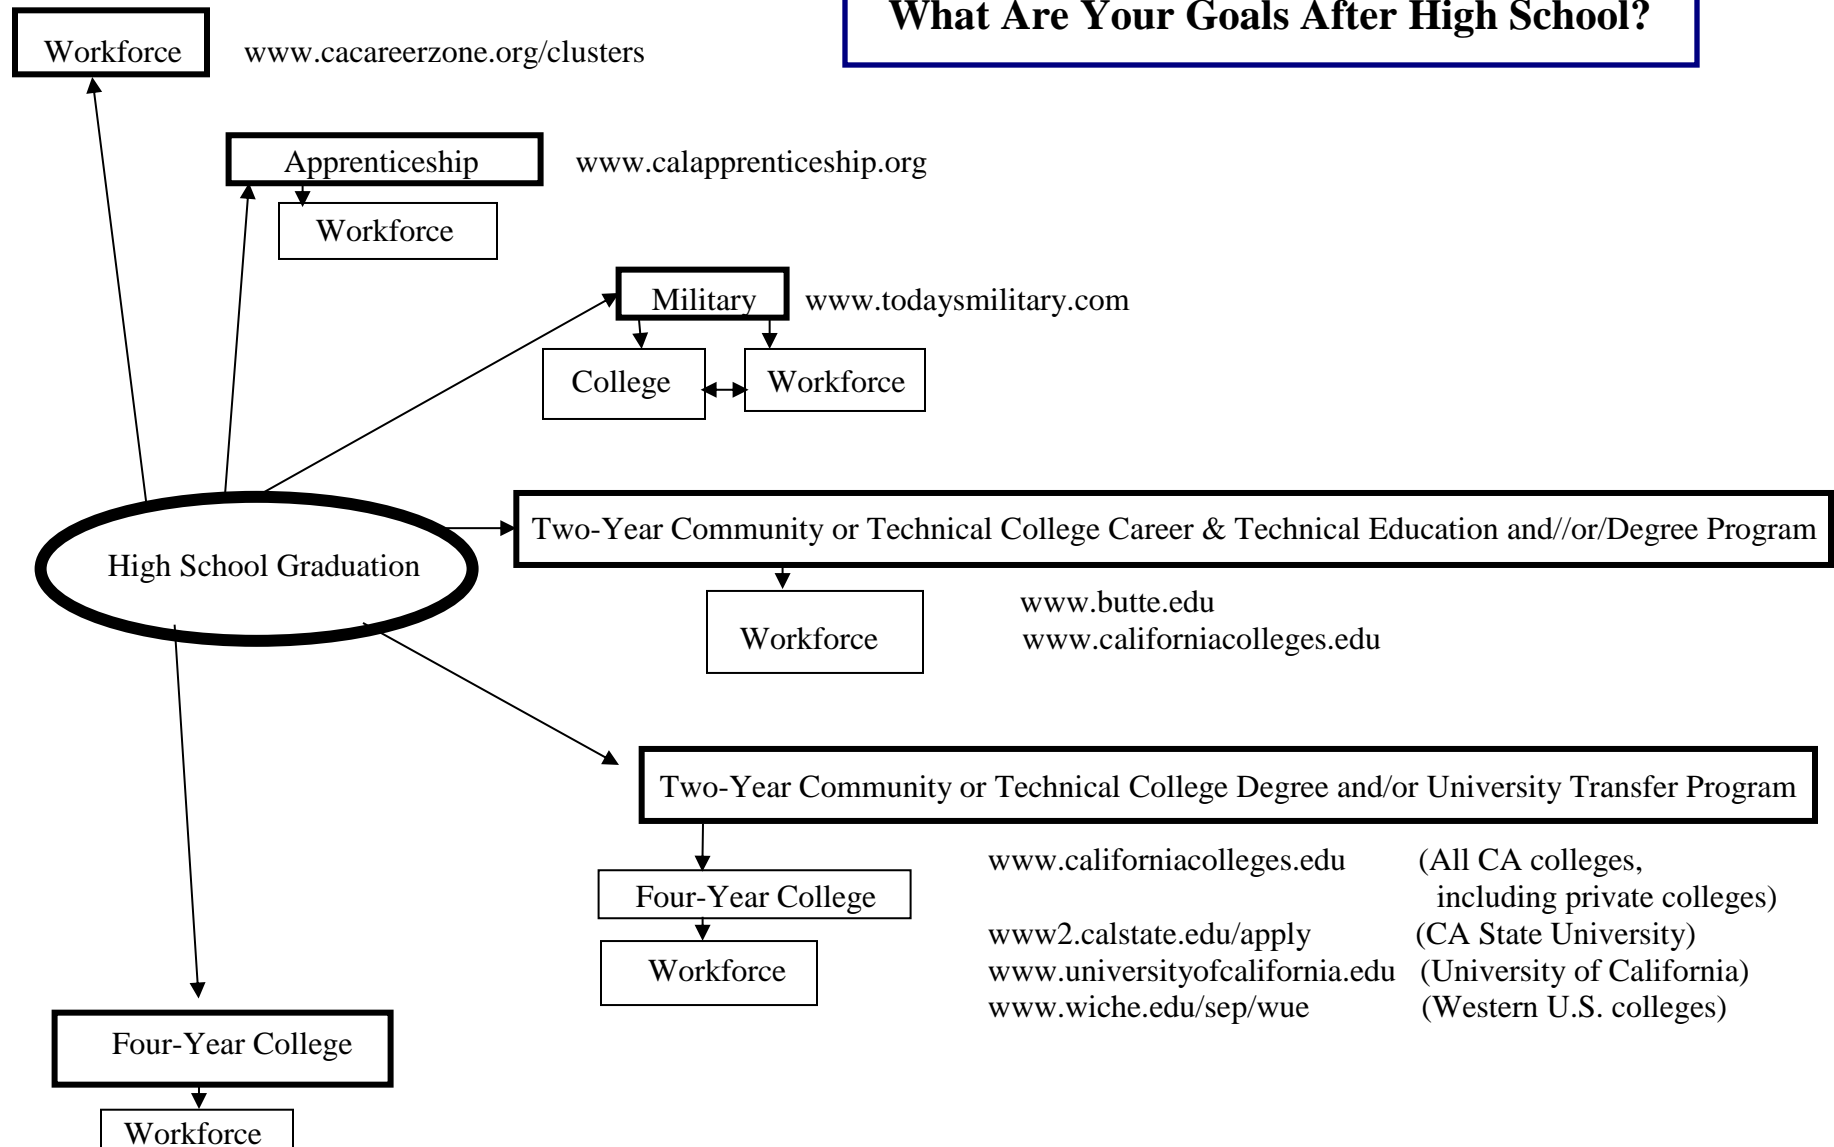 What Are Your Goals After High School?
Workforce www.cacareerzone.org/clusters
Apprenticeship www.calapprenticeship.org
Workforce
Military www.todaysmilitary.com
College Workforce
Two-Year Community or Technical College Career & Technical Education and//or/Degree Program
High School Graduation
www.butte.edu
Workforce www.californiacolleges.edu
Two-Year Community or Technical College Degree and/or University Transfer Program
www.californiacolleges.edu (All CA colleges,
Four-Year College including private colleges)
www2.calstate.edu/apply (CA State University)
Workforce www.universityofcalifornia.edu (University of California)
www.wiche.edu/sep/wue (Western U.S. colleges)
Four-Year College
Workforce